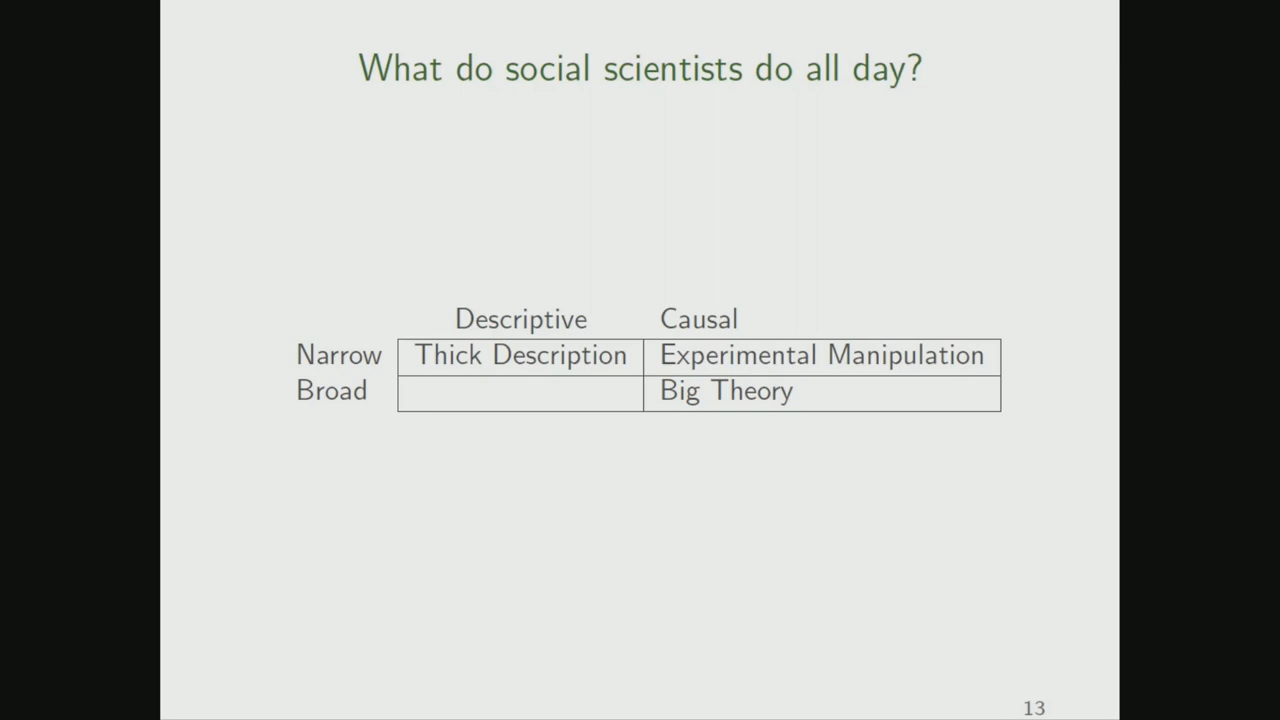 What do social scientists do all day?
Descriptive Causal
Narrow Thick Description Experimental Manipulation
Broad Big Theory
13